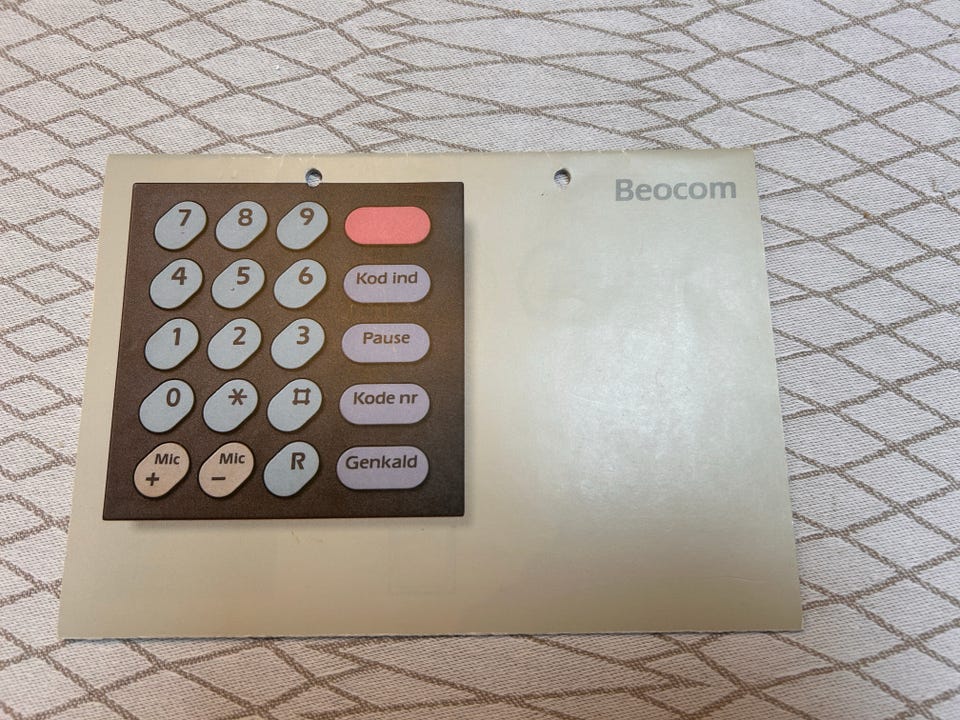 Beocom
7 8 9
4 5 6 Kod ind
1 2 3 Pause
0 * ⌗ Kode nr
Mic + Mic − R Genkald